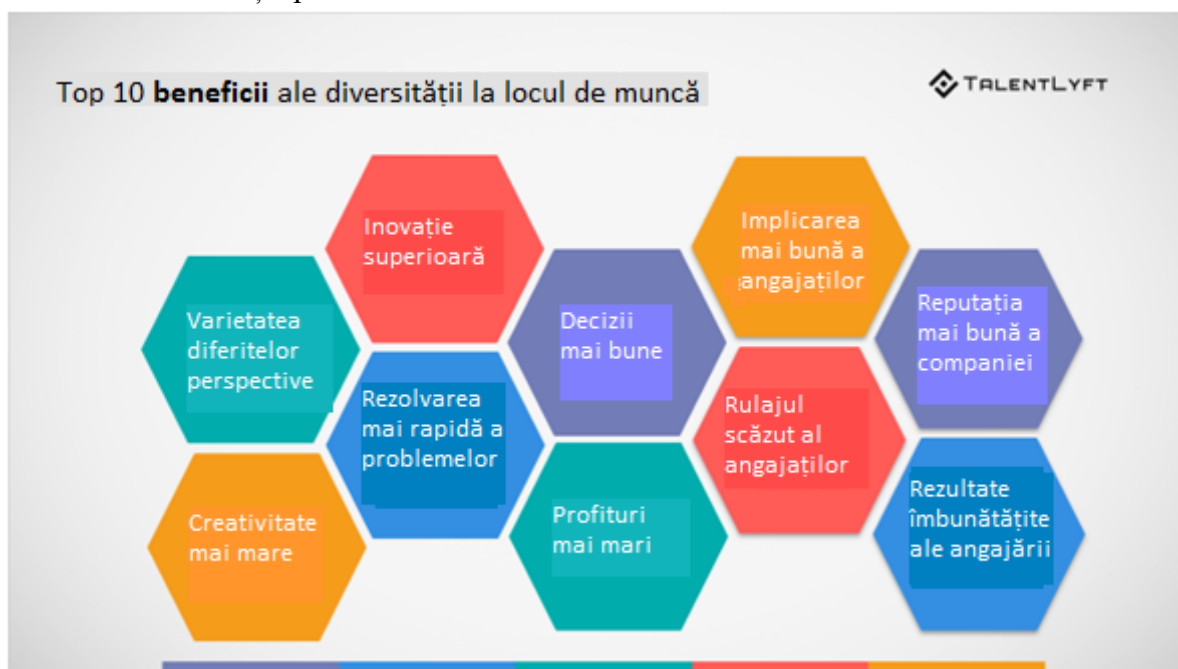 Top 10 beneficii ale diversității la locul de muncă
TALENTLYFT
Varietatea
diferitelor
perspective
Inovație
superioară
Decizii
mai bune
Implicarea
mai bună a
angajaților
Reputația
mai bună a
companiei
Creativitate
mai mare
Rezolvarea
mai rapidă a
problemelor
Profituri
mai mari
Rulajul
scăzut al
angajaților
Rezultate
îmbunătățite
ale angajării